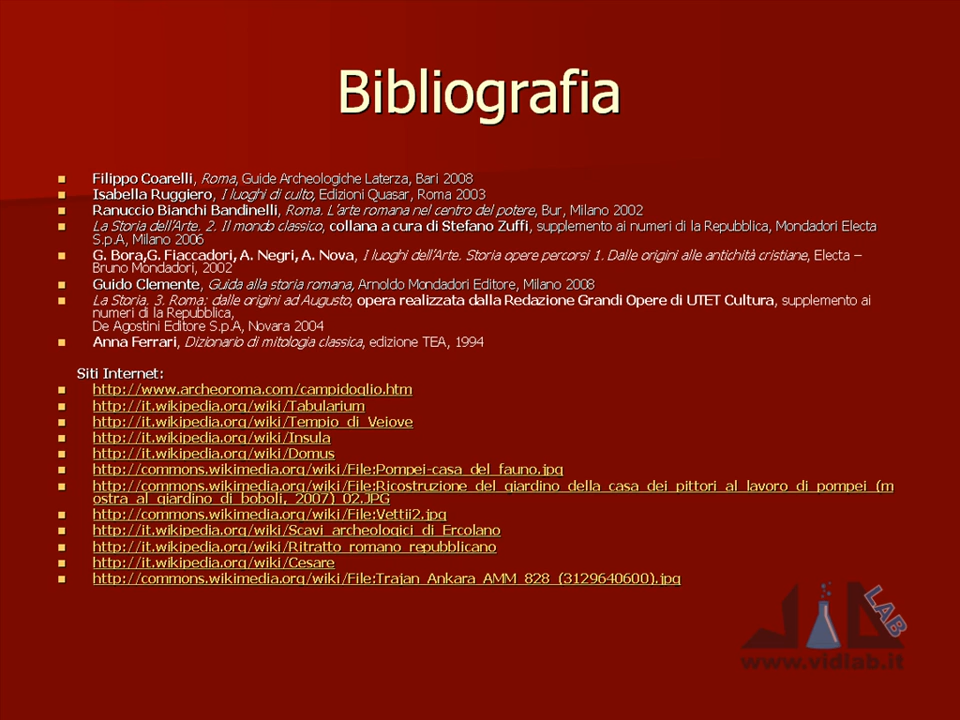 Bibliografia
Filippo Coarelli, Roma, Guide Archeologiche Laterza, Bari 2008
Isabella Ruggiero, I luoghi di culto, Edizioni Quasar, Roma 2003
Ranuccio Bianchi Bandinelli, Roma. L'arte romana nel centro del potere, Bur, Milano 2002
La Storia dell'Arte. 2. Il mondo classico, collana a cura di Stefano Zuffi, supplemento ai numeri di la Repubblica, Mondadori Electa
S.p.A, Milano 2006
G. Bora,G. Fiaccadori, A. Negri, A. Nova, I luoghi dell'Arte. Storia opere percorsi 1. Dalle origini alle antichità cristiane, Electa –
Bruno Mondadori, 2002
Guido Clemente, Guida alla storia romana, Arnoldo Mondadori Editore, Milano 2008
La Storia. 3. Roma: dalle origini ad Augusto, opera realizzata dalla Redazione Grandi Opere di UTET Cultura, supplemento ai
numeri di la Repubblica,
De Agostini Editore S.p.A, Novara 2004
Anna Ferrari, Dizionario di mitologia classica, edizione TEA, 1994
Siti Internet:
http://www.archeoroma.com/campidoglio.htm
http://it.wikipedia.org/wiki/Tabularium
http://it.wikipedia.org/wiki/Tempio_di_Veiove
http://it.wikipedia.org/wiki/Insula
http://it.wikipedia.org/wiki/Domus
http://commons.wikimedia.org/wiki/File:Pompei-casa_del_fauno.jpg
http://commons.wikimedia.org/wiki/File:Ricostruzione_del_giardino_della_casa_dei_pittori_al_lavoro_di_pompei_(m
ostra_al_giardino_di_boboli,_2007)_02.JPG
http://commons.wikimedia.org/wiki/File:Vettii2.jpg
http://it.wikipedia.org/wiki/Scavi_archeologici_di_Ercolano
http://it.wikipedia.org/wiki/Ritratto_romano_repubblicano
http://it.wikipedia.org/wiki/Cesare
http://commons.wikimedia.org/wiki/File:Trajan_Ankara_AMM_828_(3129640600).jpg
LAB
www.vidlab.it